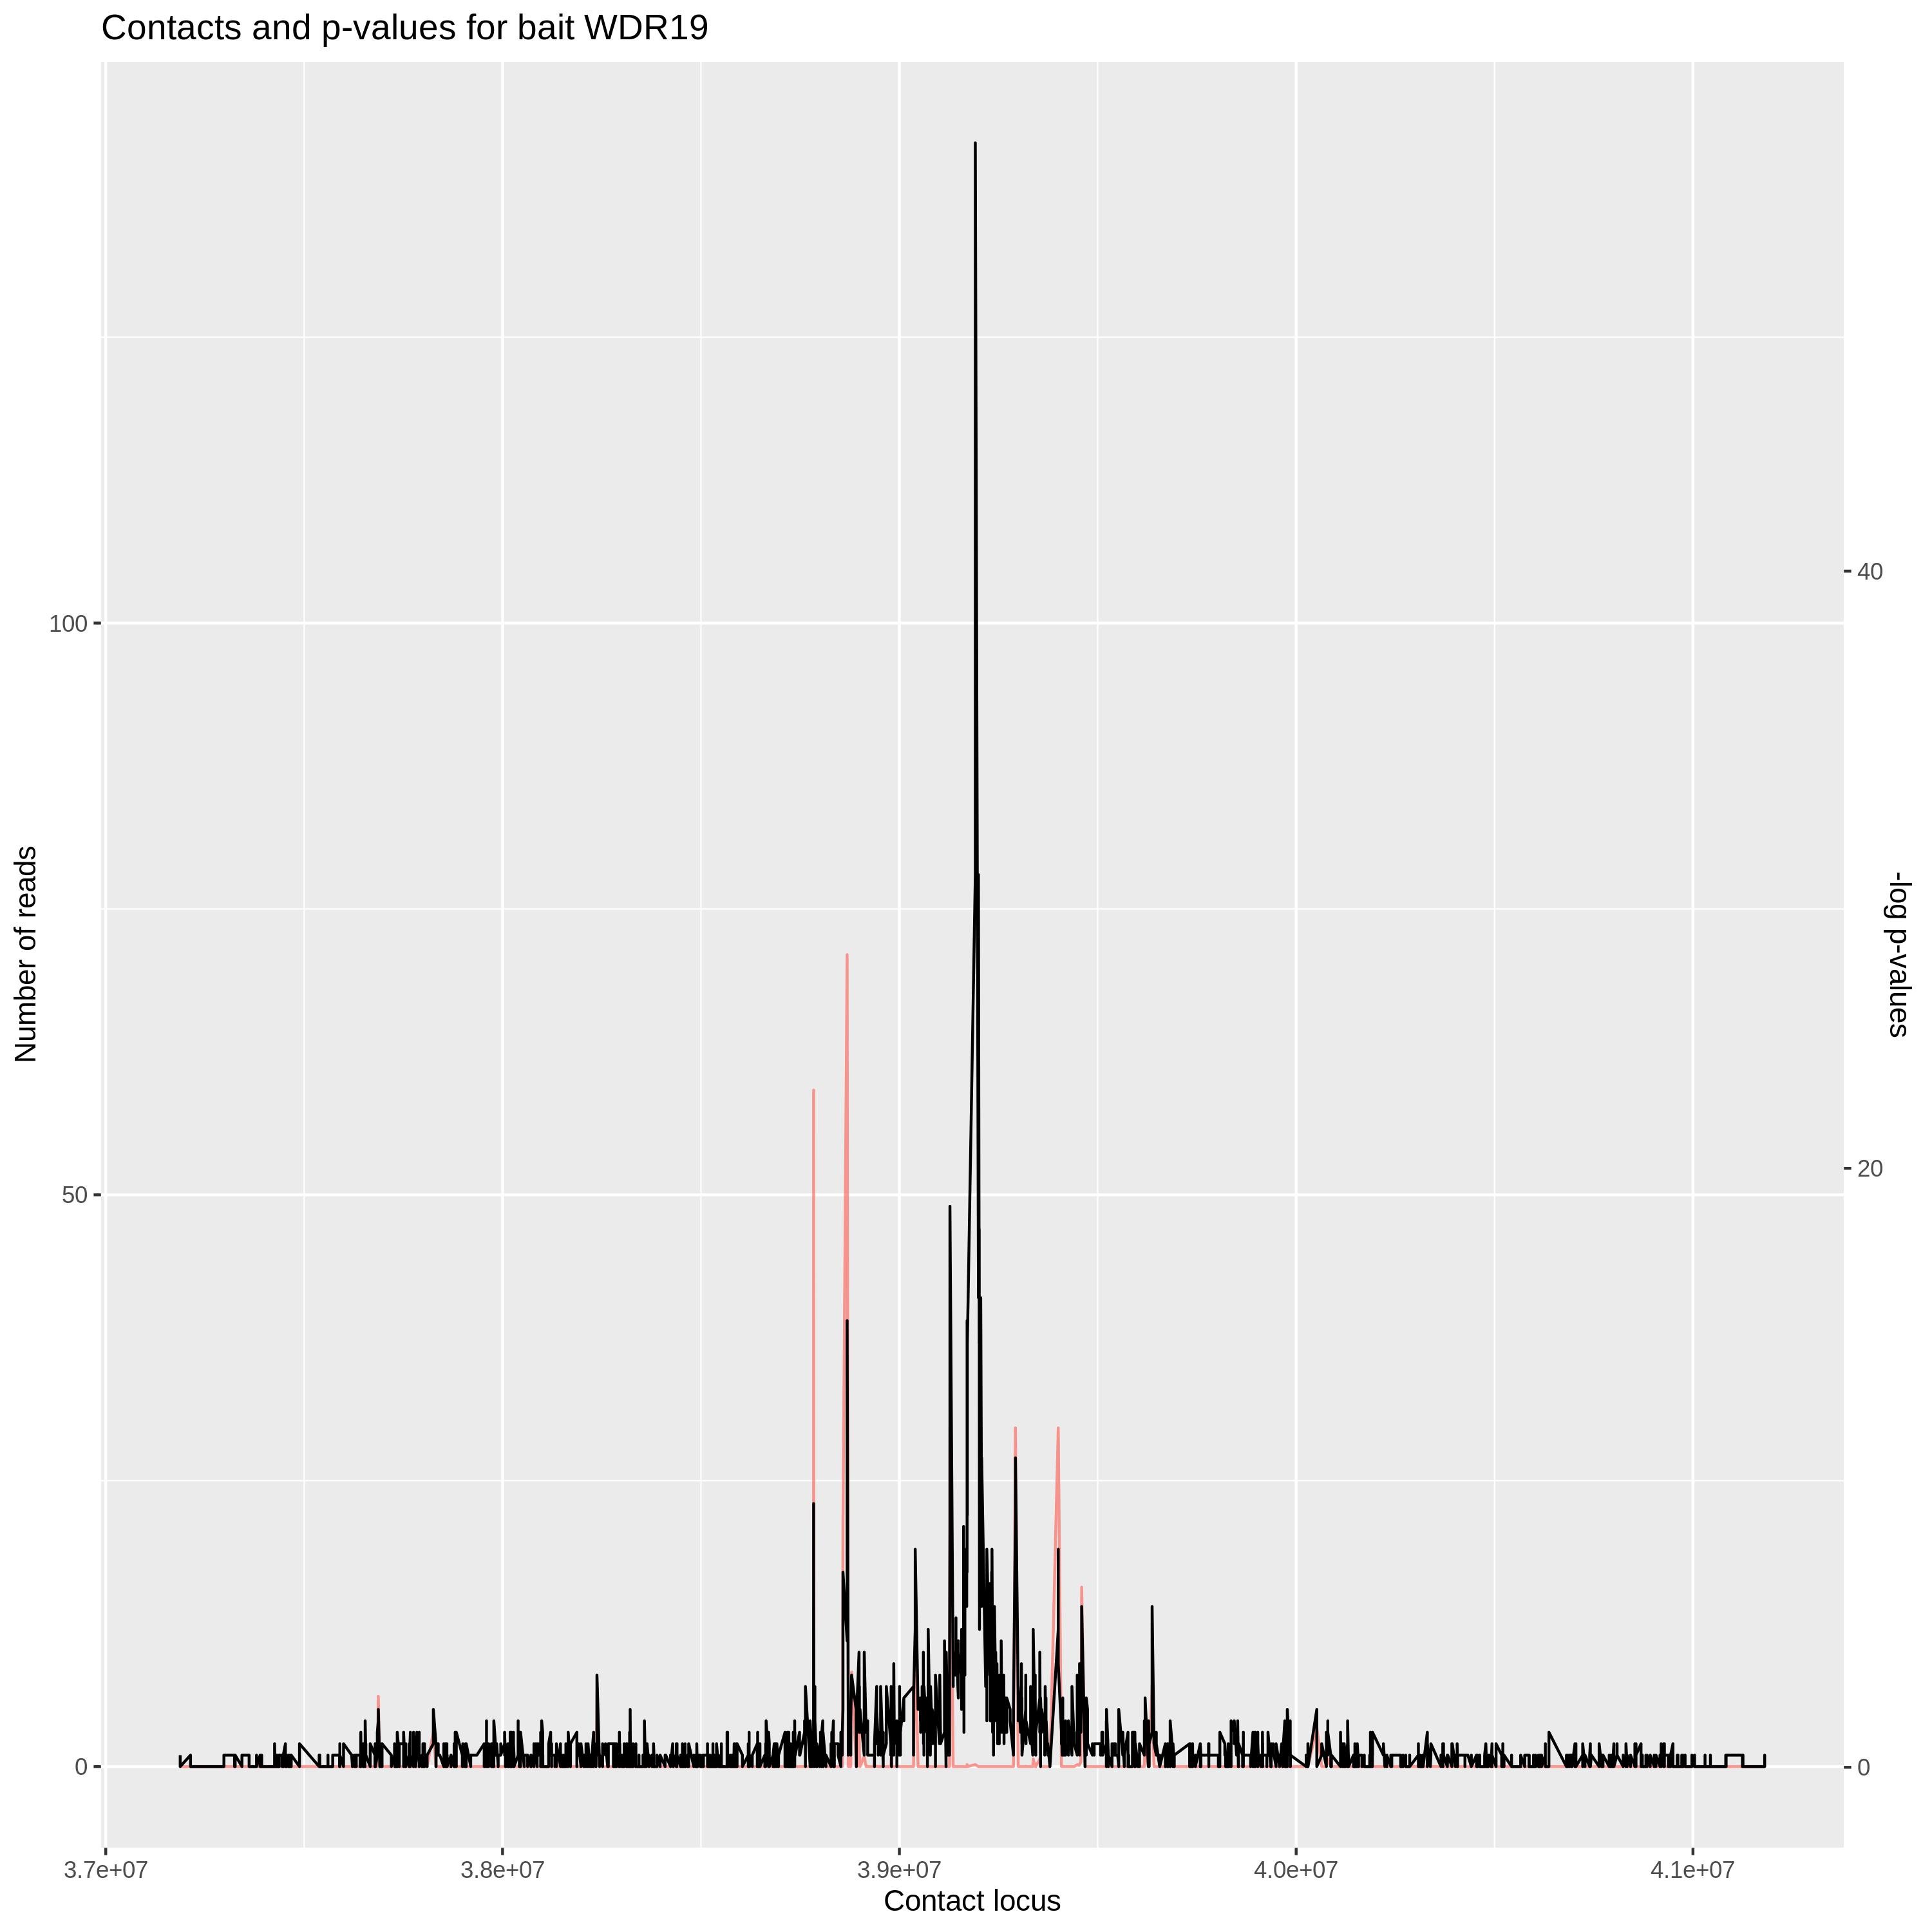 Contacts and p-values for bait WDR19
Number of reads
100
50
0
40
20
0
-log p-values
3.7e+07 3.8e+07 3.9e+07 4.0e+07 4.1e+07
Contact locus